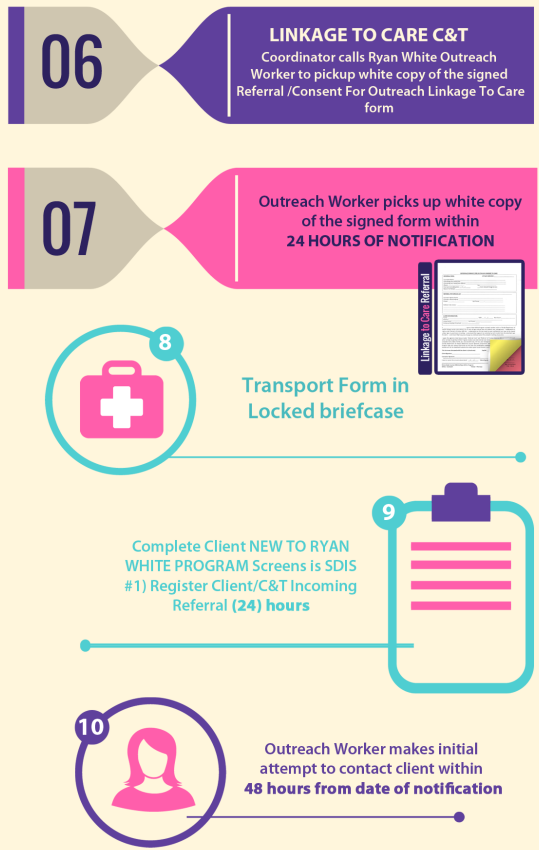 06
LINKAGE TO CARE C&T
Coordinator calls Ryan White Outreach
Worker to pickup white copy of the signed
Referral /Consent For Outreach Linkage To Care
form
07
Outreach Worker picks up white copy
of the signed form within
24 HOURS OF NOTIFICATION
Linkage to Care Referral
8
Transport Form in
Locked briefcase
9
Complete Client NEW TO RYAN
WHITE PROGRAM Screens is SDIS
#1) Register Client/C&T Incoming
Referral (24) hours
10
Outreach Worker makes initial
attempt to contact client within
48 hours from date of notification